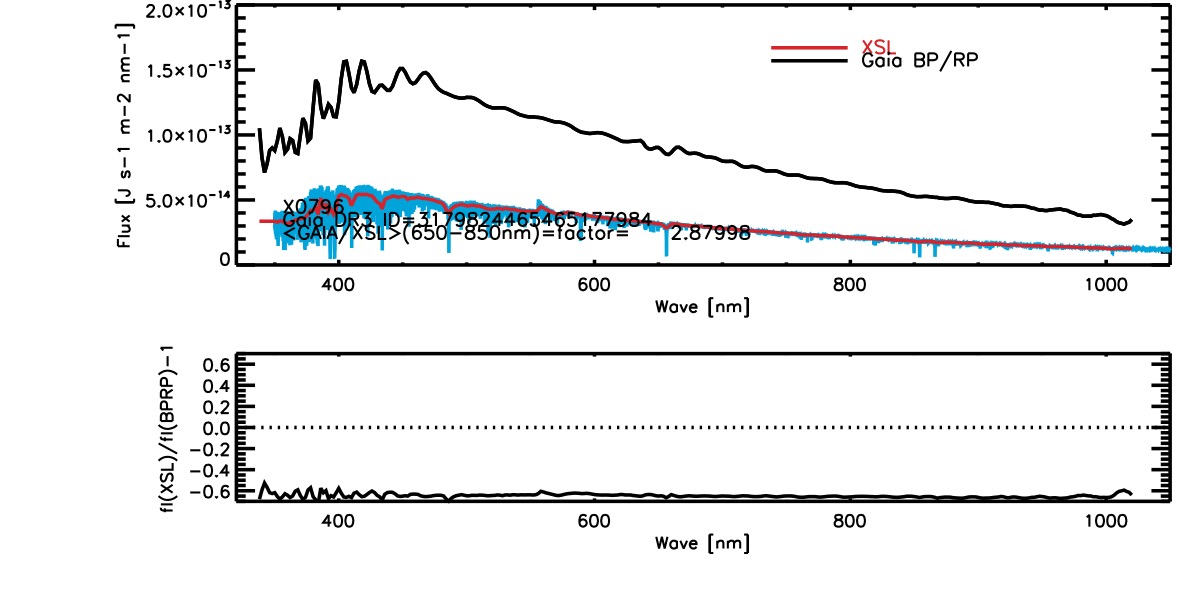 2.0×10−13
1.5×10−13
1.0×10−13
5.0×10−14
0
Flux [J s−1 m−2 nm−1]
XSL
Gaia BP/RP
X0796
Gaia DR3 ID=3179824465465177984
<GAIA/XSL>(650−850nm)=factor= 2.87998
400 600 800 1000
Wave [nm]
0.6
0.4
0.2
0.0
−0.2
−0.4
−0.6
fl(XSL)/fl(BPRP)−1
400 600 800 1000
Wave [nm]